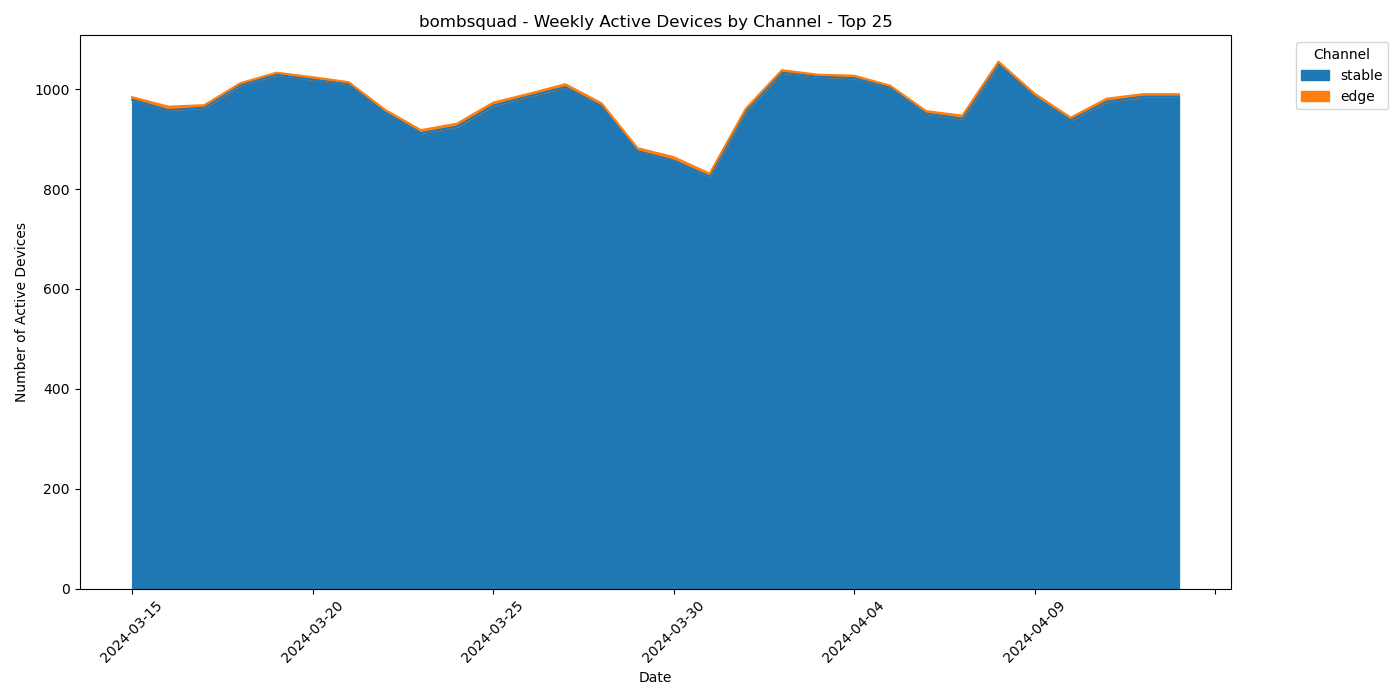 bombsquad - Weekly Active Devices by Channel - Top 25
Channel
stable
edge
Number of Active Devices
1000
800
600
400
200
0
2024-03-15
2024-03-20
2024-03-25
2024-03-30
2024-04-04
2024-04-09
Date